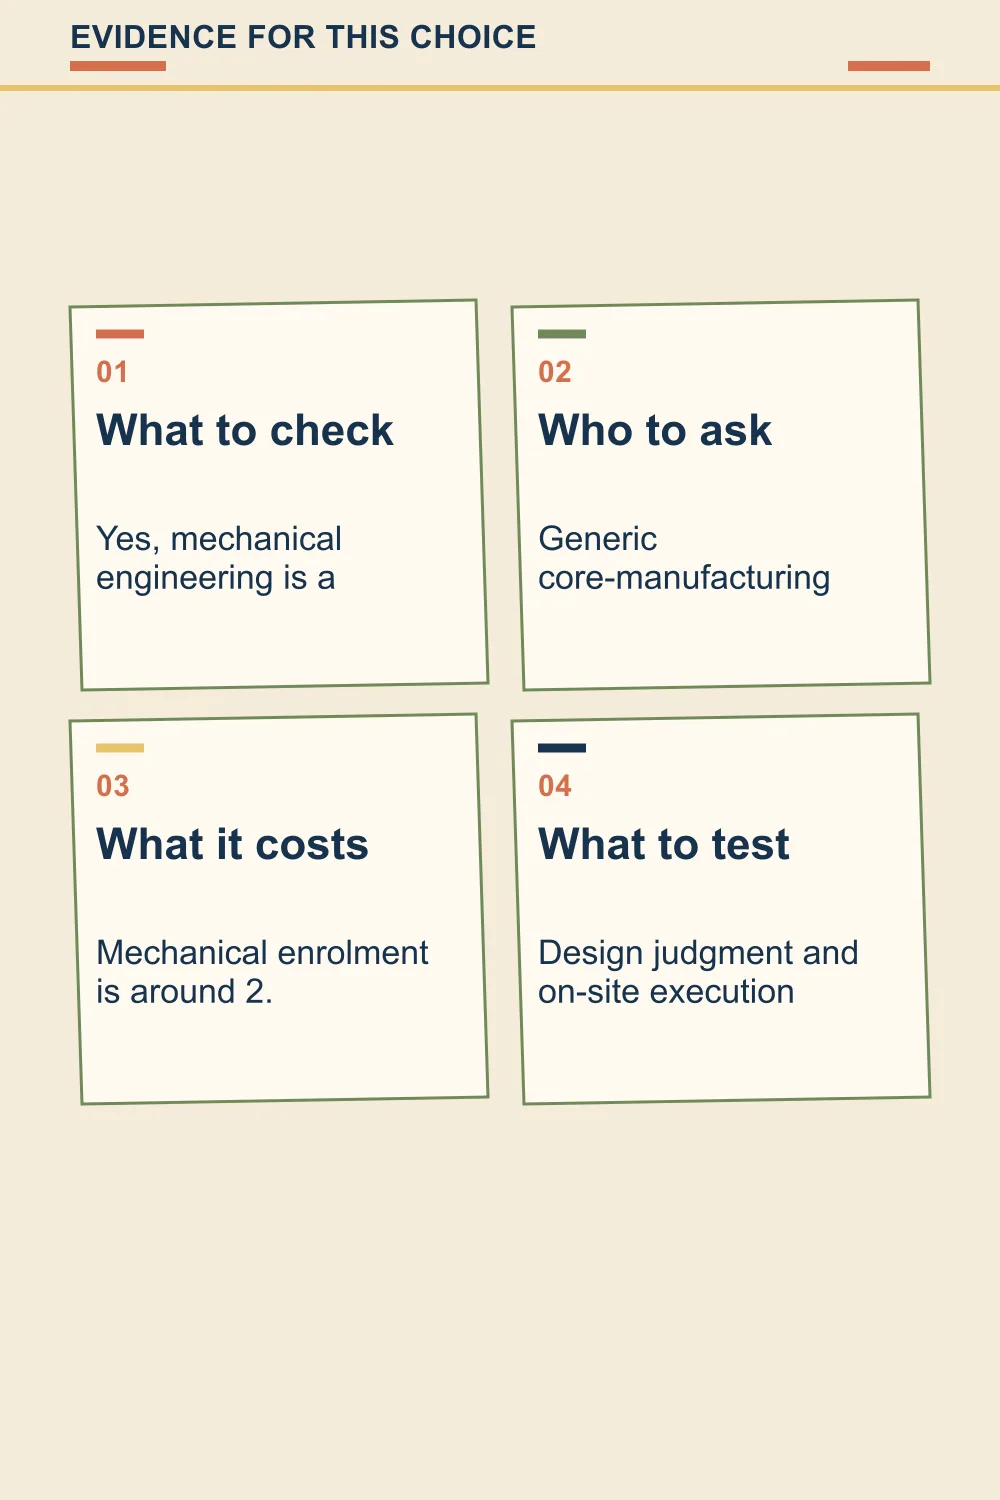 EVIDENCE FOR THIS CHOICE
01
What to check
Yes, mechanical
engineering is a
02
Who to ask
Generic
core-manufacturing
03
What it costs
Mechanical enrolment
is around 2.
04
What to test
Design judgment and
on-site execution